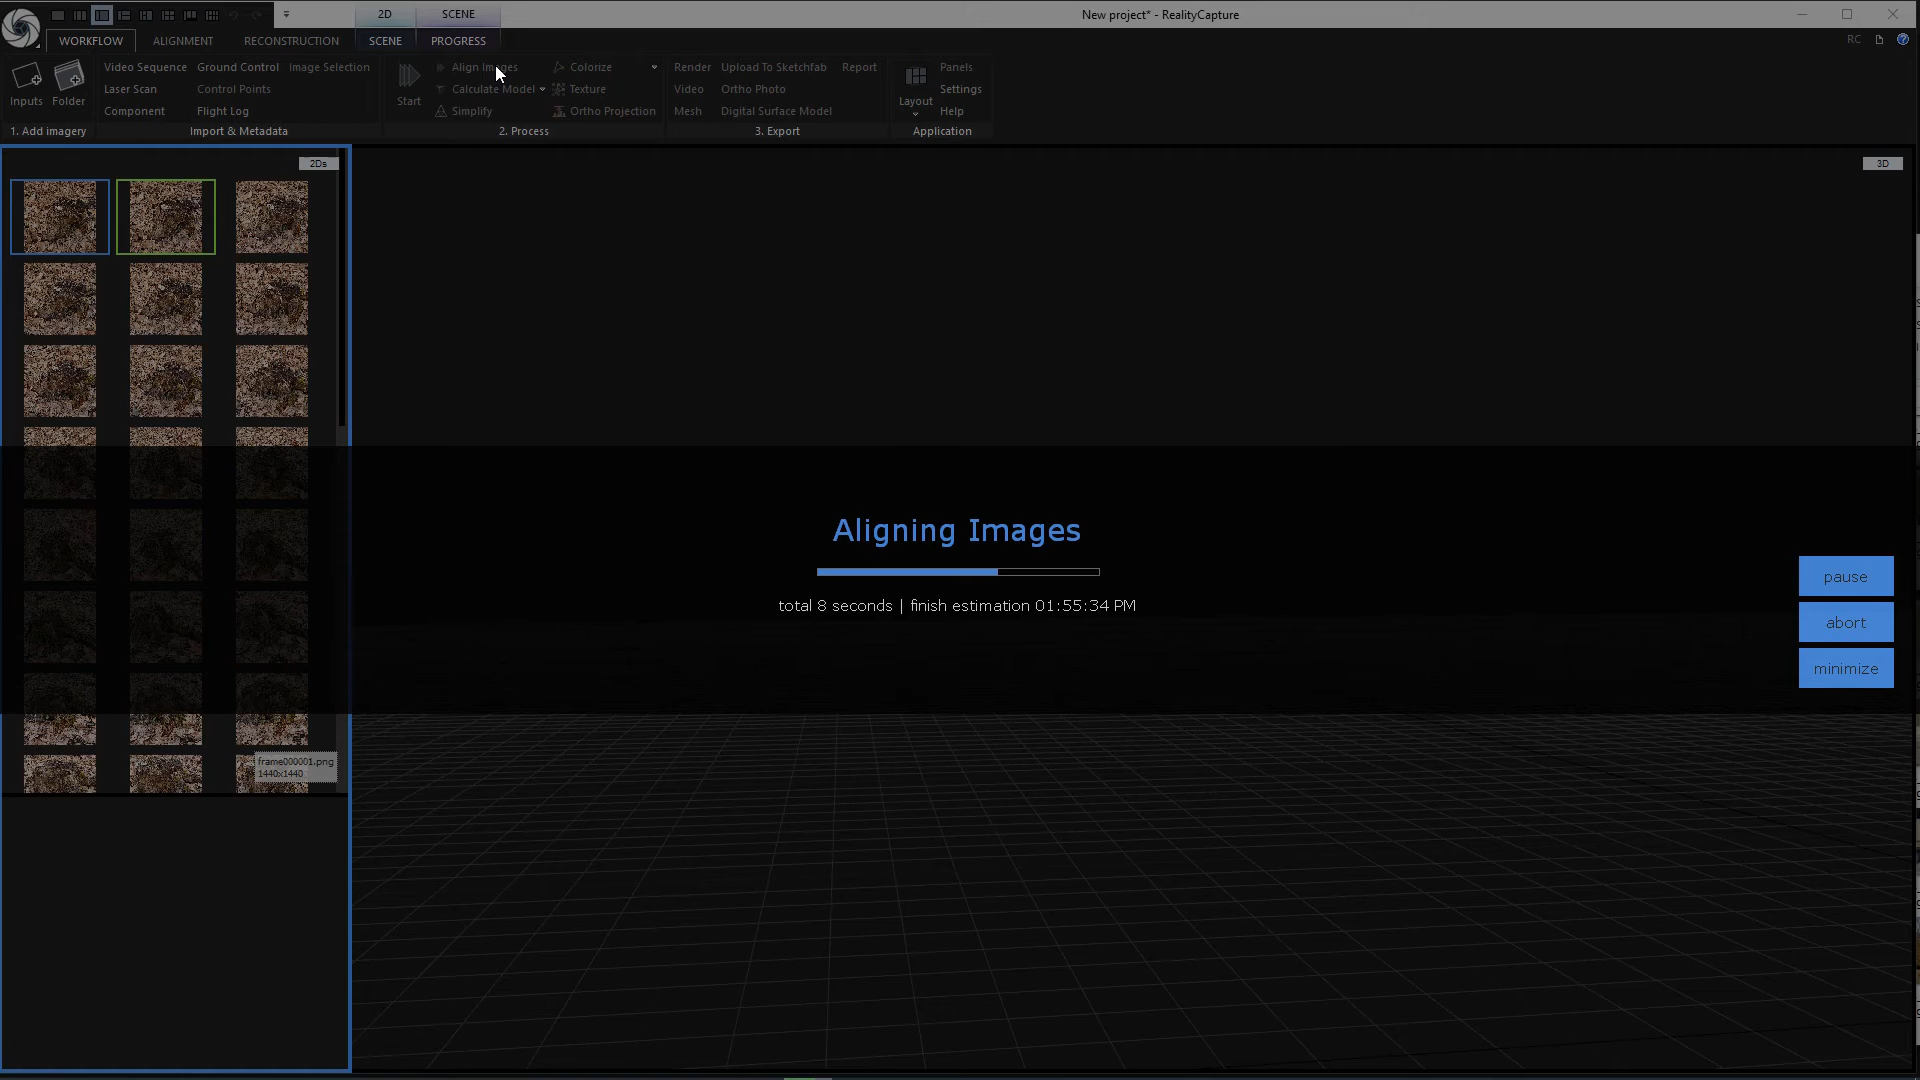 2D
SCENE
New project* - RealityCapture
WORKFLOW
ALIGNMENT
RECONSTRUCTION
SCENE
PROGRESS
RC
Inputs
Folder
1. Add imagery
Video Sequence
Ground Control
Image Selection
Laser Scan
Control Points
Component
Flight Log
Import & Metadata
Start
Align Images
Colorize
Calculate Model
Texture
Simplify
Ortho Projection
2. Process
Render
Upload To Sketchfab
Report
Video
Ortho Photo
Mesh
Digital Surface Model
3. Export
Layout
Panels
Settings
Help
Application
2Ds
3D
Aligning Images
total 8 seconds | finish estimation 01:55:34 PM
pause
abort
minimize
frame000001.png
1440x1440